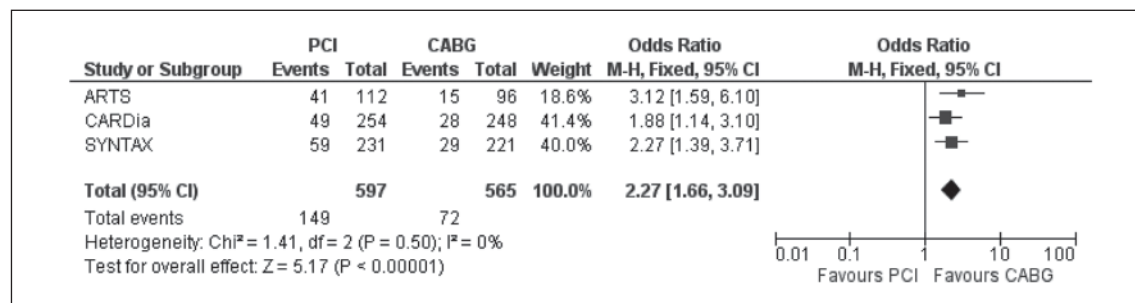 PCI CABG Odds Ratio Odds Ratio
Study or Subgroup Events Total Events Total Weight M-H, Fixed, 95% CI M-H, Fixed, 95% CI
ARTS 41 112 15 96 18.6% 3.12 [1.59, 6.10]
CARDia 49 254 28 248 41.4% 1.88 [1.14, 3.10]
SYNTAX 59 231 29 221 40.0% 2.27 [1.39, 3.71]
Total (95% CI) 597 565 100.0% 2.27 [1.66, 3.09]
Total events 149 72
Heterogeneity: Chi² = 1.41, df = 2 (P = 0.50); I² = 0%
Test for overall effect: Z = 5.17 (P < 0.00001)
0.01 0.1 1 10 100
Favours PCI Favours CABG